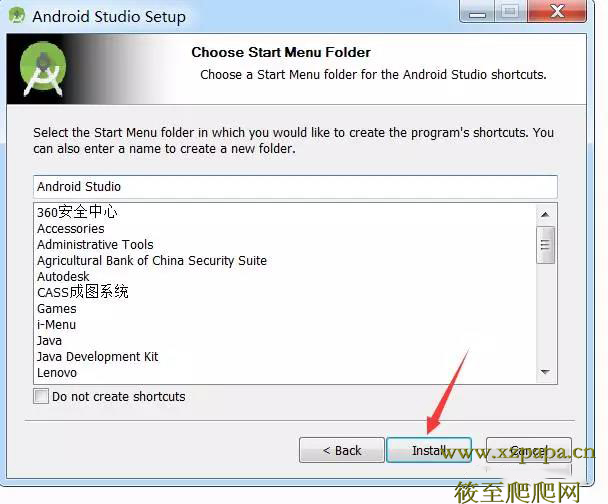 Android Studio Setup
Choose Start Menu Folder
Choose a Start Menu folder for the Android Studio shortcuts.
Select the Start Menu folder in which you would like to create the program's shortcuts. You
can also enter a name to create a new folder.
Android Studio
360安全中心
Accessories
Administrative Tools
Agricultural Bank of China Security Suite
Autodesk
CASS成图系统
Games
i-Menu
Java
Java Development Kit
Lenovo
Do not create shortcuts
< Back
Install
Cancel
www.xzpapa.cn
筱至爬爬网